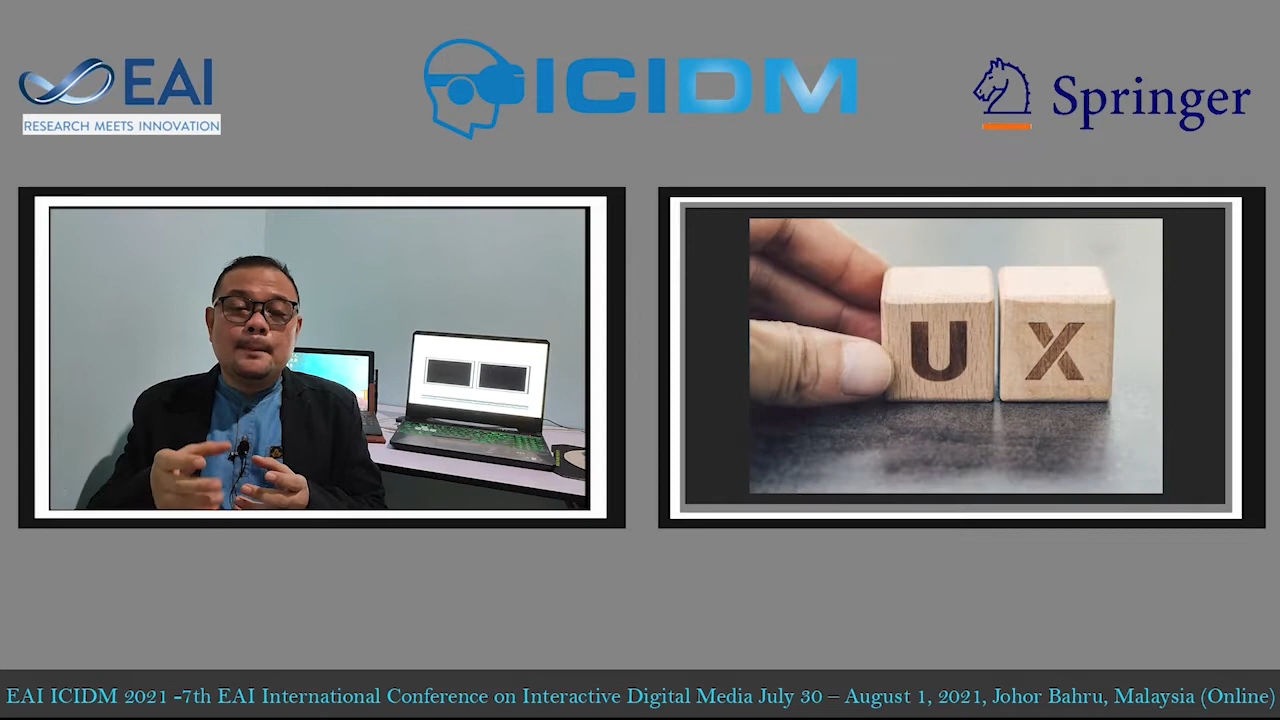 EAI
RESEARCH MEETS INNOVATION
ICIDM
Springer
UX
EAI ICIDM 2021 -7th EAI International Conference on Interactive Digital Media July 30 – August 1, 2021, Johor Bahru, Malaysia (Online)